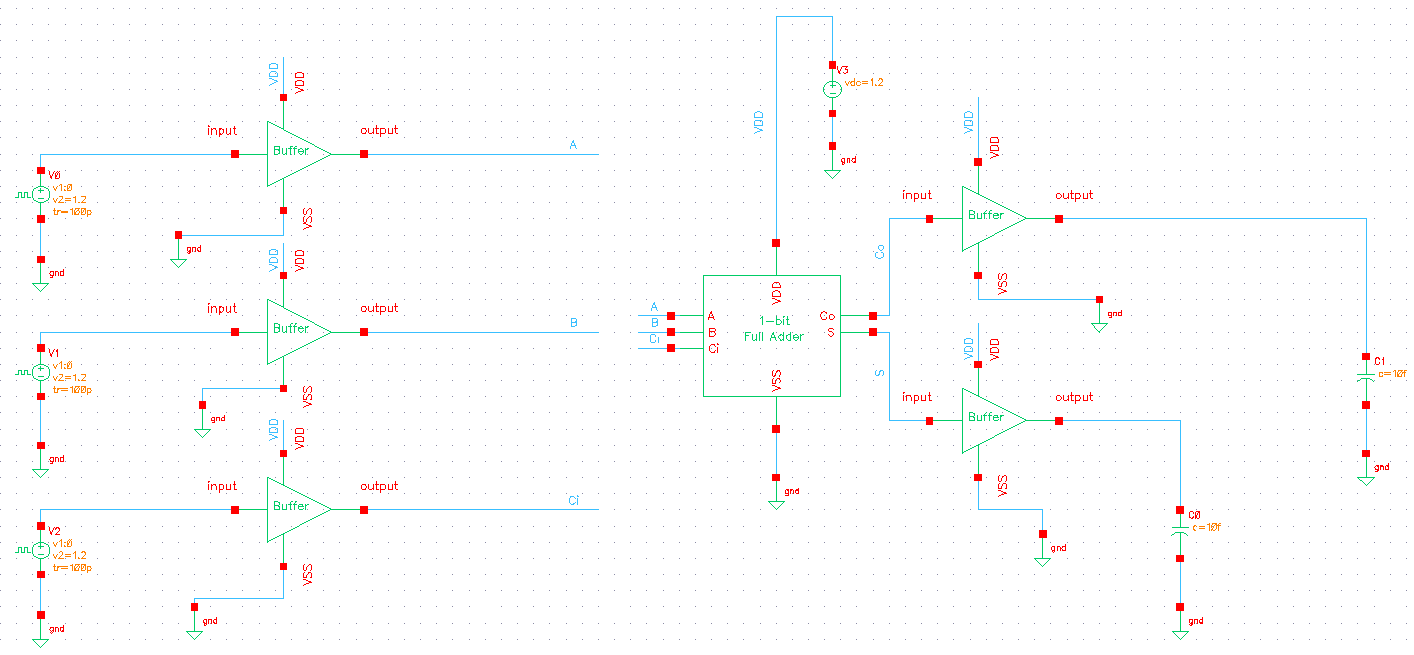 VDD
VDD
input
Buffer
output
A
V0
v1:0
v2=1.2
tr=100p
VSS
gnd
gnd
VDD
VDD
input
Buffer
output
B
V1
v1:0
v2=1.2
tr=100p
VSS
gnd
gnd
VDD
VDD
input
Buffer
output
Ci
V2
v1:0
v2=1.2
tr=100p
VSS
gnd
gnd
V3
vdc=1.2
VDD
gnd
VDD
A
B
Ci
A
B
Ci
1-bit
Full Adder
Co
S
VSS
gnd
Co
S
VDD
VDD
input
Buffer
output
VSS
gnd
VDD
VDD
input
Buffer
output
VSS
gnd
C1
c=10f
gnd
C0
c=10f
gnd